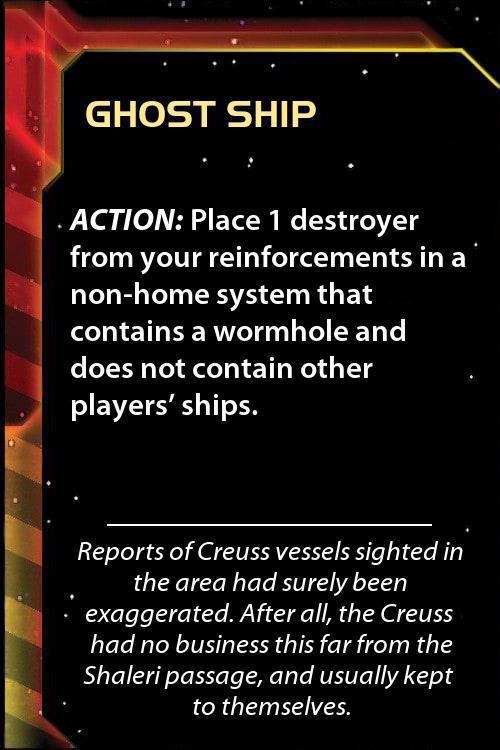 GHOST SHIP
ACTION: Place 1 destroyer
from your reinforcements in a
non-home system that
contains a wormhole and
does not contain other
players’ ships.
Reports of Creuss vessels sighted in
the area had surely been
exaggerated. After all, the Creuss
had no business this far from the
Shaleri passage, and usually kept
to themselves.